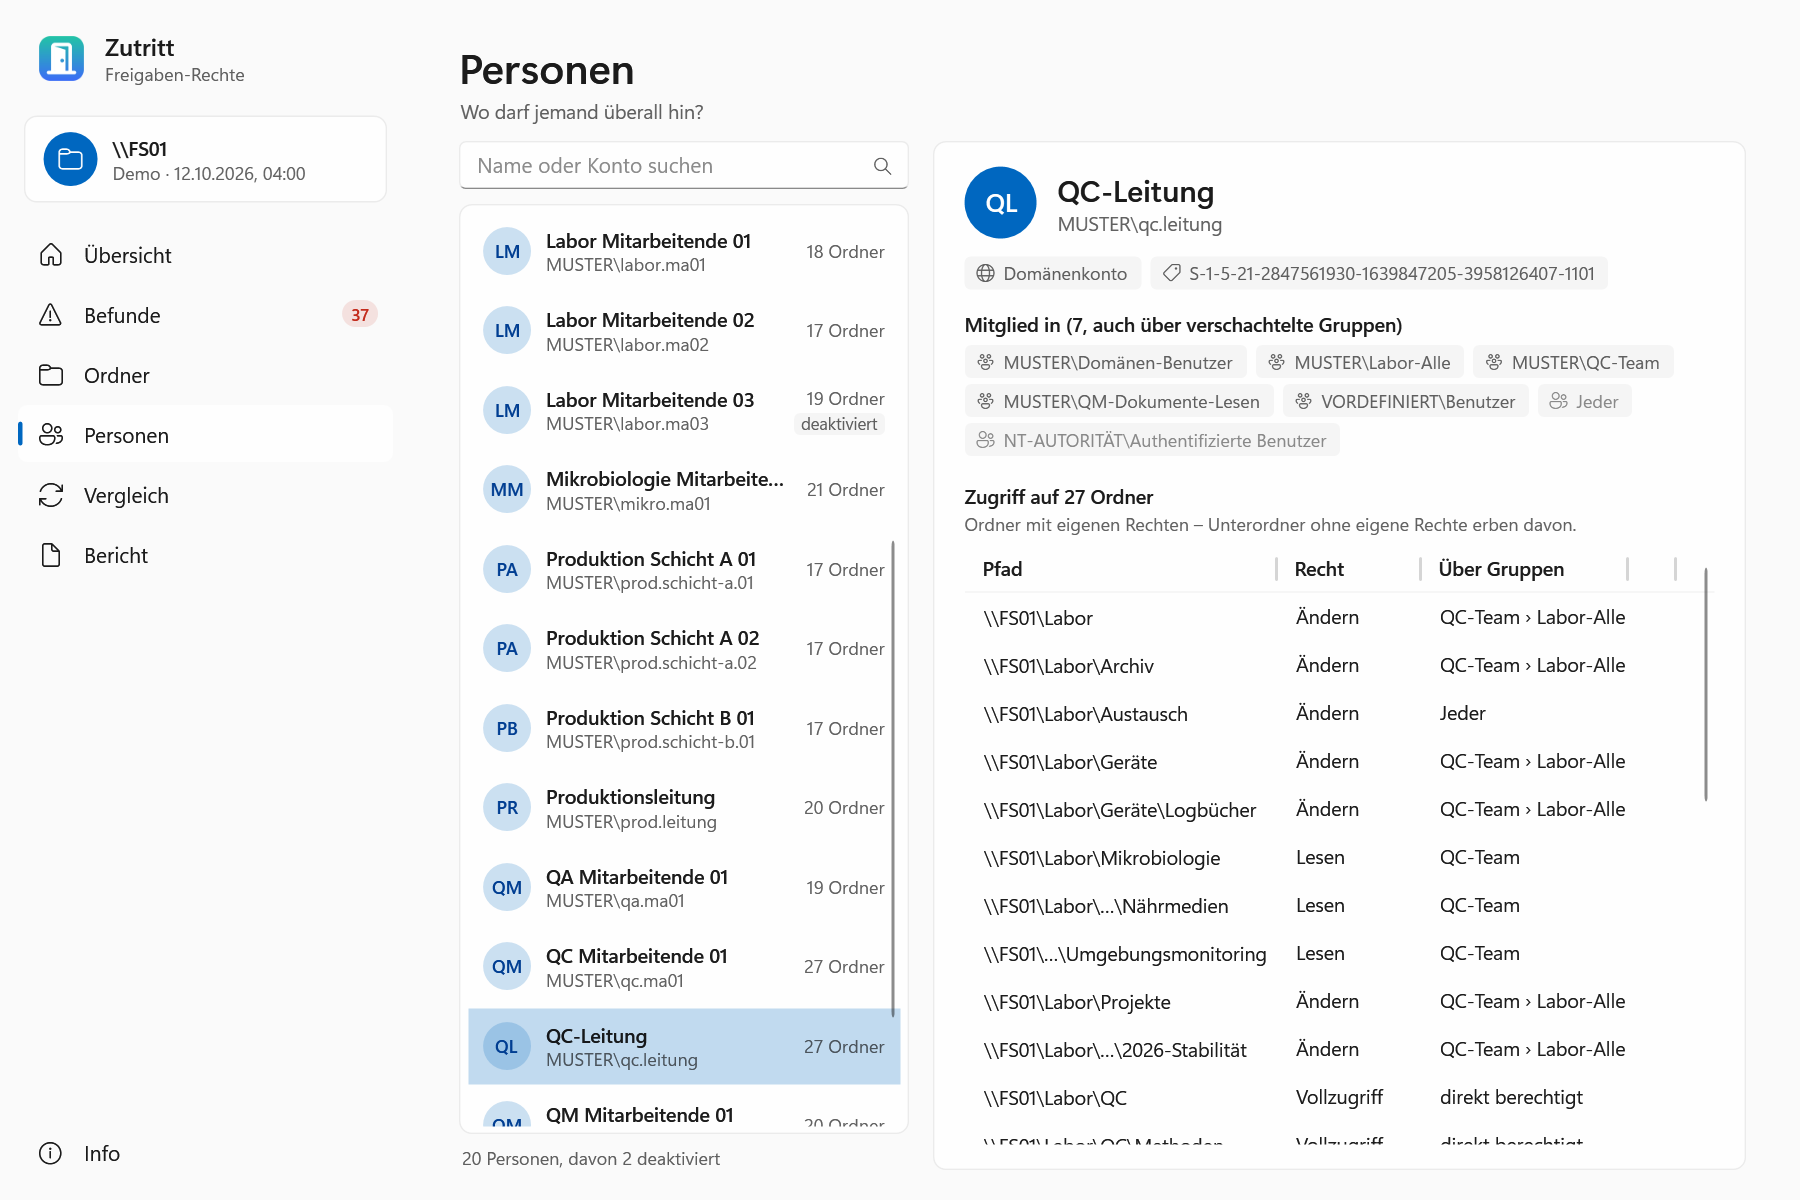 Zutritt
Freigaben-Rechte
\\FS01
Demo · 12.10.2026, 04:00
Übersicht
Befunde 37
Ordner
Personen
Vergleich
Bericht
Info
Personen
Wo darf jemand überall hin?
Name oder Konto suchen
LM Labor Mitarbeitende 01 18 Ordner
MUSTER\labor.ma01
LM Labor Mitarbeitende 02 17 Ordner
MUSTER\labor.ma02
LM Labor Mitarbeitende 03 19 Ordner
MUSTER\labor.ma03 deaktiviert
MM Mikrobiologie Mitarbeite... 21 Ordner
MUSTER\mikro.ma01
PA Produktion Schicht A 01 17 Ordner
MUSTER\prod.schicht-a.01
PA Produktion Schicht A 02 17 Ordner
MUSTER\prod.schicht-a.02
PB Produktion Schicht B 01 17 Ordner
MUSTER\prod.schicht-b.01
PR Produktionsleitung 20 Ordner
MUSTER\prod.leitung
QM QA Mitarbeitende 01 19 Ordner
MUSTER\qa.ma01
QM QC Mitarbeitende 01 27 Ordner
MUSTER\qc.ma01
QL QC-Leitung 27 Ordner
MUSTER\qc.leitung
QM QM Mitarbeitende 01 20 Ordner
20 Personen, davon 2 deaktiviert
QL QC-Leitung
MUSTER\qc.leitung
Domänenkonto S-1-5-21-2847561930-1639847205-3958126407-1101
Mitglied in (7, auch über verschachtelte Gruppen)
MUSTER\Domänen-Benutzer MUSTER\Labor-Alle MUSTER\QC-Team
MUSTER\QM-Dokumente-Lesen VORDEFINIERT\Benutzer Jeder
NT-AUTORITÄT\Authentifizierte Benutzer
Zugriff auf 27 Ordner
Ordner mit eigenen Rechten – Unterordner ohne eigene Rechte erben davon.
Pfad Recht Über Gruppen
\\FS01\Labor Ändern QC-Team › Labor-Alle
\\FS01\Labor\Archiv Ändern QC-Team › Labor-Alle
\\FS01\Labor\Austausch Ändern Jeder
\\FS01\Labor\Geräte Ändern QC-Team › Labor-Alle
\\FS01\Labor\Geräte\Logbücher Ändern QC-Team › Labor-Alle
\\FS01\Labor\Mikrobiologie Lesen QC-Team
\\FS01\Labor\...\Nährmedien Lesen QC-Team
\\FS01\...\Umgebungsmonitoring Lesen QC-Team
\\FS01\Labor\Projekte Ändern QC-Team › Labor-Alle
\\FS01\Labor\...\2026-Stabilität Ändern QC-Team › Labor-Alle
\\FS01\Labor\QC Vollzugriff direkt berechtigt
\\FS01\Labor\QC\Methoden Vollzugriff direkt berechtigt